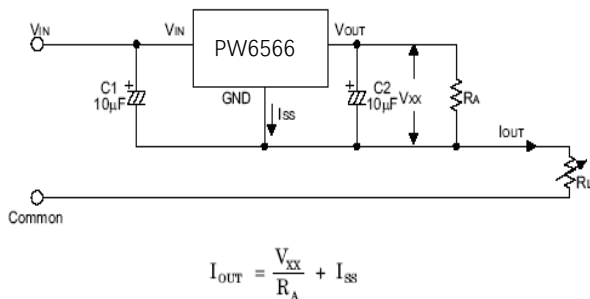 VIN
VIN
PW6566
VOUT
C1
+
10μF
GND
ISS
+
C2
10μF
VXX
RA
IOUT
RL
Common
IOUT = VXX / RA + ISS